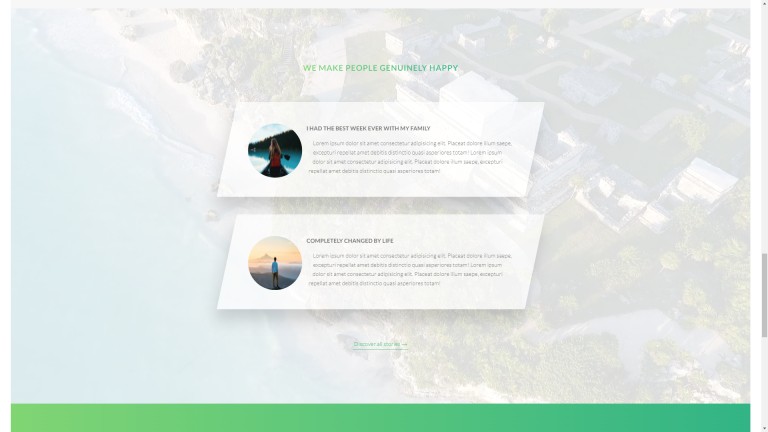 WE MAKE PEOPLE GENUINELY HAPPY
I HAD THE BEST WEEK EVER WITH MY FAMILY
Lorem ipsum dolor sit amet consectetur adipisicing elit. Placeat dolore illum saepe,
excepturi repellat amet debitis distinctio quasi asperiores totam! Lorem ipsum
dolor sit amet consectetur adipisicing elit. Placeat dolore illum saepe, excepturi
repellat amet debitis distinctio quasi asperiores totam!
COMPLETELY CHANGED BY LIFE
Lorem ipsum dolor sit amet consectetur adipisicing elit. Placeat dolore illum saepe,
excepturi repellat amet debitis distinctio quasi asperiores totam! Lorem ipsum
dolor sit amet consectetur adipisicing elit. Placeat dolore illum saepe, excepturi
repellat amet debitis distinctio quasi asperiores totam!
Discover all stories →